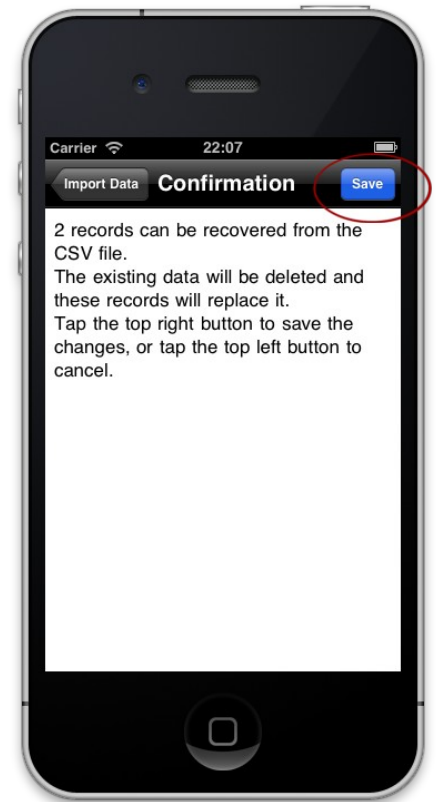 Carrier 22:07
Import Data Confirmation Save
2 records can be recovered from the
CSV file.
The existing data will be deleted and
these records will replace it.
Tap the top right button to save the
changes, or tap the top left button to
cancel.